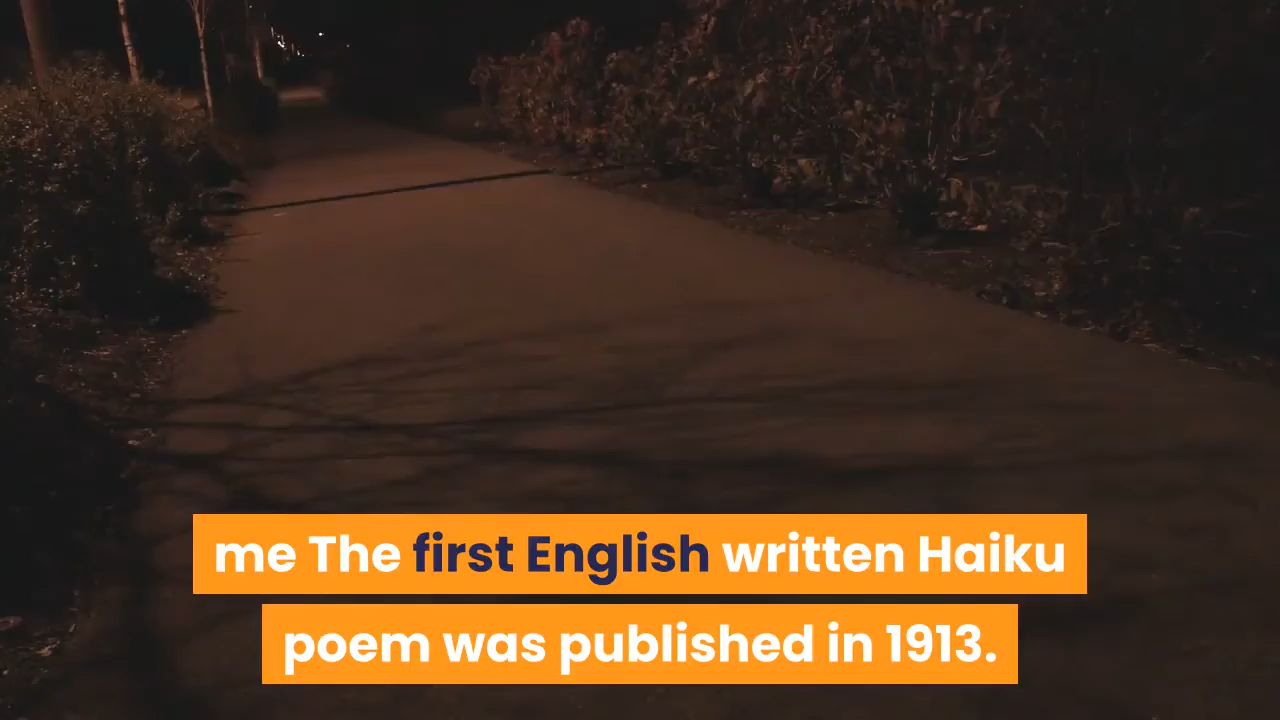 me The first English written Haiku
poem was published in 1913.